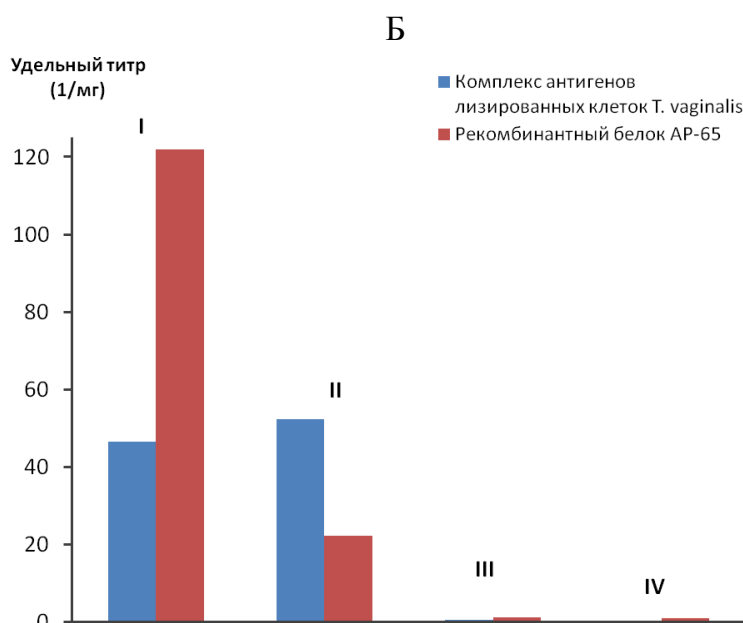 Б
Удельный титр
(1/мг)
Комплекс антигенов
лизированных клеток T. vaginalis
Рекомбинантный белок АР-65
I
120
100
80
60
II
40
20
III
IV
0